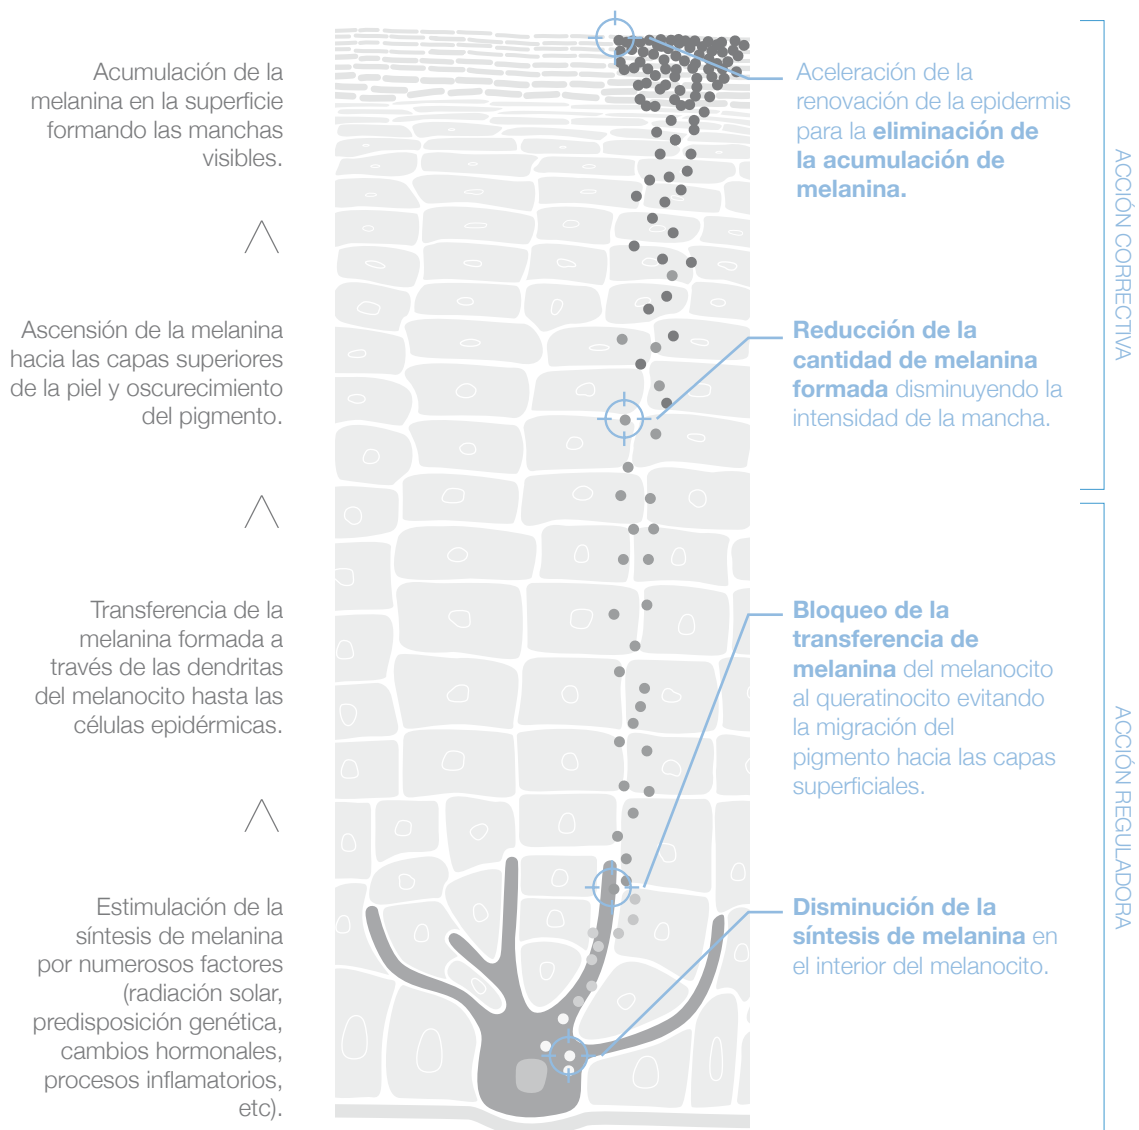 Acumulación de la
melanina en la superficie
formando las manchas
visibles.
Ascensión de la melanina
hacia las capas superiores
de la piel y oscurecimiento
del pigmento.
Transferencia de la
melanina formada a
través de las dendritas
del melanocito hasta las
células epidérmicas.
Estimulación de la
síntesis de melanina
por numerosos factores
(radiación solar,
predisposición genética,
cambios hormonales,
procesos inflamatorios,
etc).
Aceleración de la
renovación de la epidermis
para la eliminación de
la acumulación de
melanina.
Reducción de la
cantidad de melanina
formada disminuyendo la
intensidad de la mancha.
ACCIÓN CORRECTIVA
Bloqueo de la
transferencia de
melanina del melanocito
al queratinocito evitando
la migración del
pigmento hacia las capas
superficiales.
Disminución de la
síntesis de melanina en
el interior del melanocito.
ACCIÓN REGULADORA